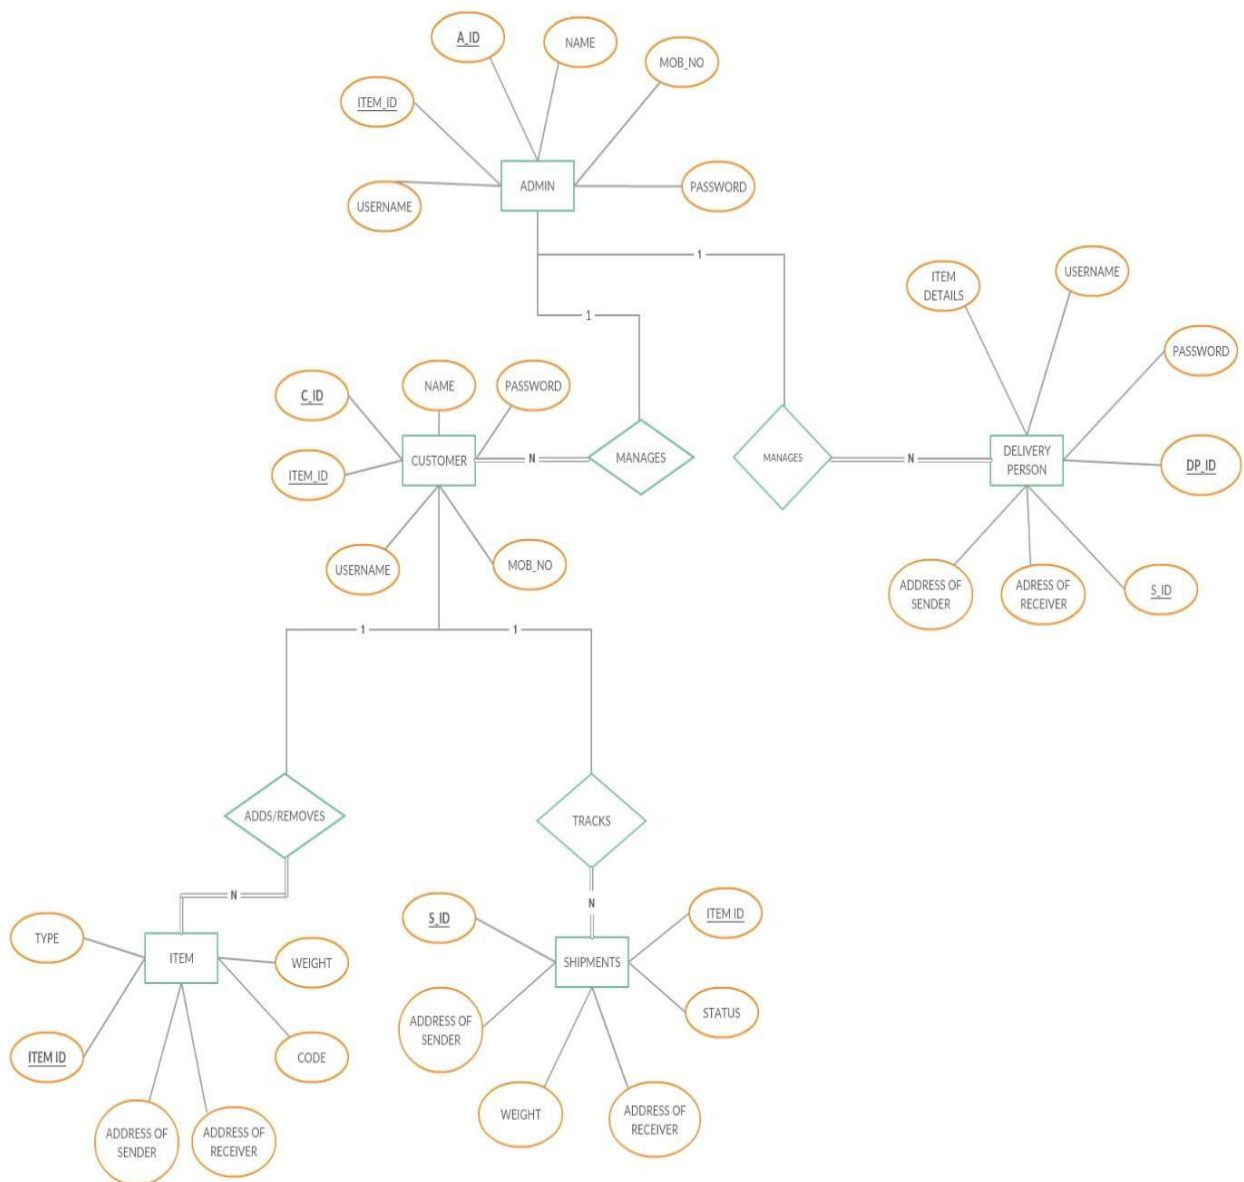 A_ID
NAME
MOB_NO
ITEM_ID
ADMIN
PASSWORD
USERNAME
1
1
ITEM
DETAILS
USERNAME
PASSWORD
DELIVERY
PERSON
DP_ID
ADDRESS OF
SENDER
ADRESS OF
RECEIVER
S_ID
MANAGES
N
C_ID
NAME
PASSWORD
CUSTOMER
N
MANAGES
ITEM_ID
USERNAME
MOB_NO
1
1
ADDS/REMOVES
TRACKS
N
N
TYPE
ITEM
WEIGHT
ITEM ID
CODE
ADDRESS OF
SENDER
ADDRESS OF
RECEIVER
S_ID
ITEM ID
SHIPMENTS
ADDRESS OF
SENDER
STATUS
WEIGHT
ADDRESS OF
RECEIVER